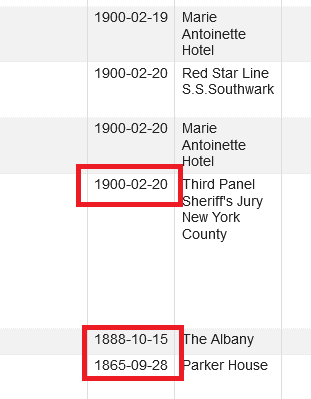 1900-02-19 Marie
Antoinette
Hotel
1900-02-20 Red Star Line
S.S.Southwark
1900-02-20 Marie
Antoinette
Hotel
1900-02-20 Third Panel
Sheriff's Jury
New York
County
1888-10-15 The Albany
1865-09-28 Parker House